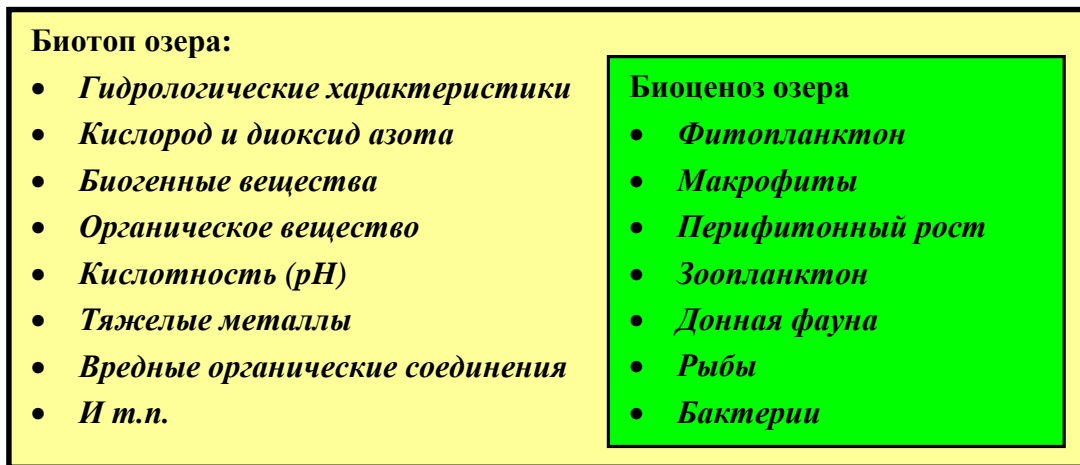 Биотоп озера:
• Гидрологические характеристики
• Кислород и диоксид азота
• Биогенные вещества
• Органическое вещество
• Кислотность (pH)
• Тяжелые металлы
• Вредные органические соединения
• И т.п.
Биоценоз озера
• Фитопланктон
• Макрофиты
• Перифитонный рост
• Зоопланктон
• Донная фауна
• Рыбы
• Бактерии